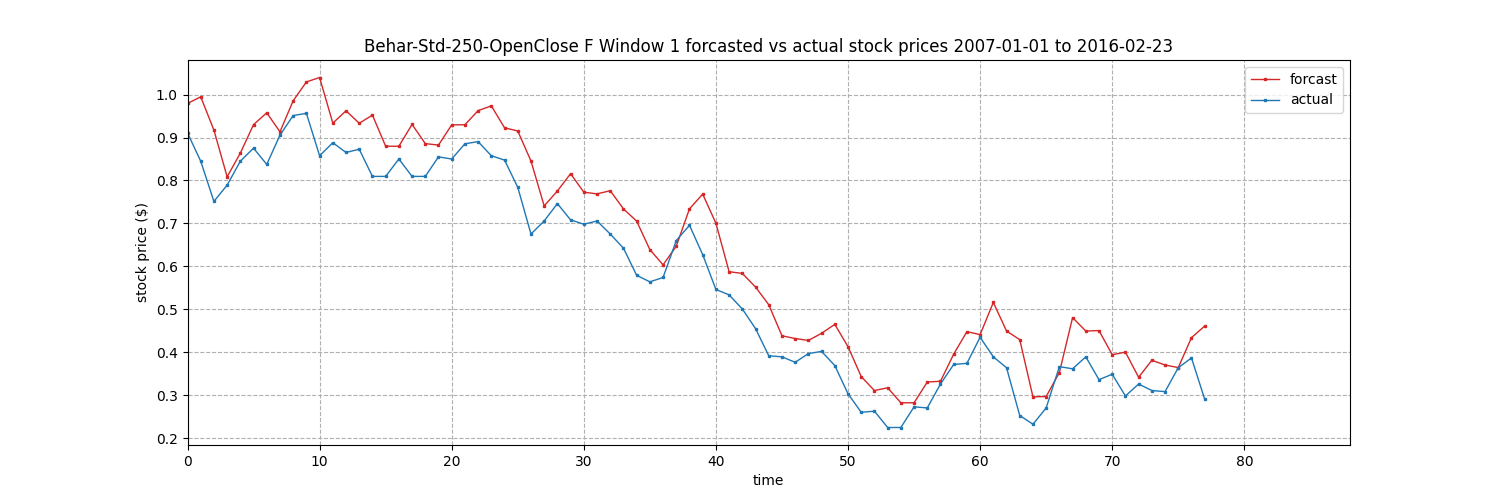 Behar-Std-250-OpenClose F Window 1 forcasted vs actual stock prices 2007-01-01 to 2016-02-23
forcast
actual
stock price ($)
1.0
0.9
0.8
0.7
0.6
0.5
0.4
0.3
0.2
0 10 20 30 40 50 60 70 80
time